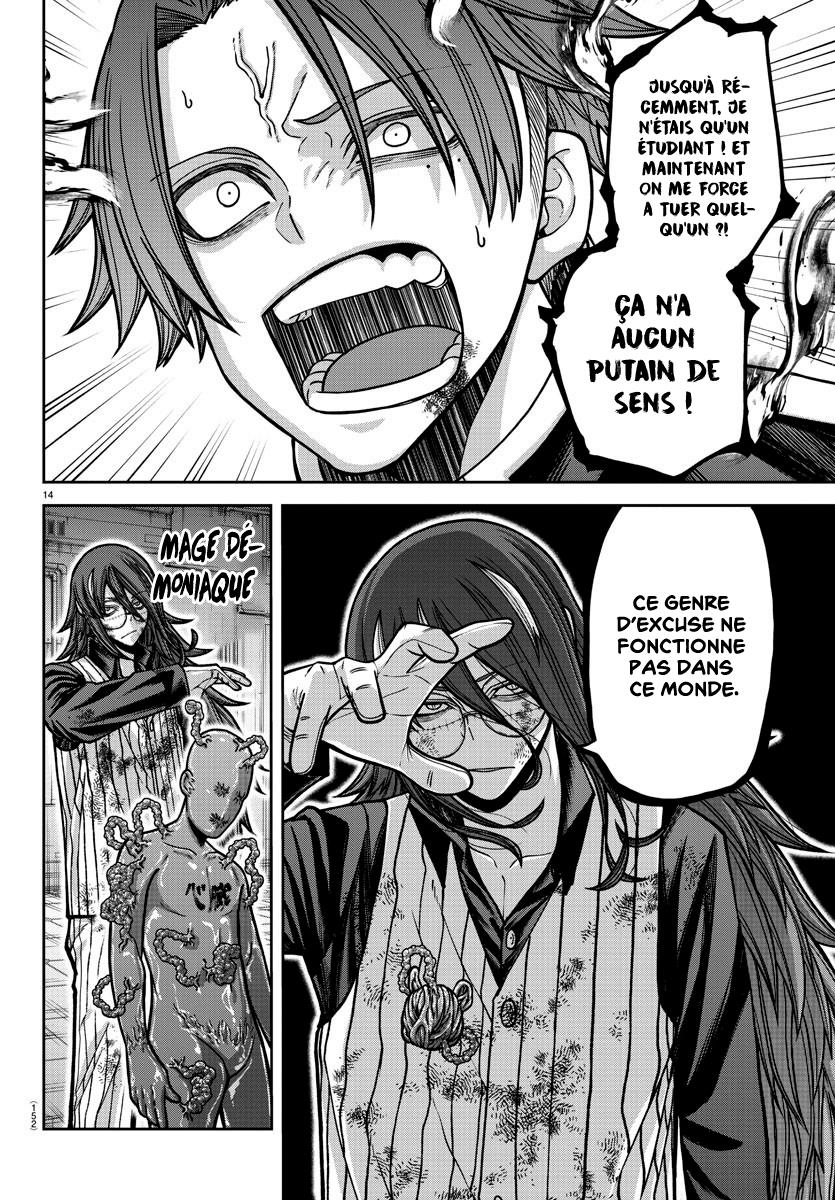 JUSQU'À RÉ-
CEMMENT, JE
N'ÉTAIS QU'UN
ÉTUDIANT ! ET
MAINTENANT
ON ME FORCE
A TUER QUEL-
QU'UN ?!
ÇA N'A
AUCUN
PUTAIN DE
SENS !
14
CE GENRE
D'EXCUSE NE
FONCTIONNE
PAS DANS
CE MONDE.
MAGE DÉ-
MONIAQUE
(152)